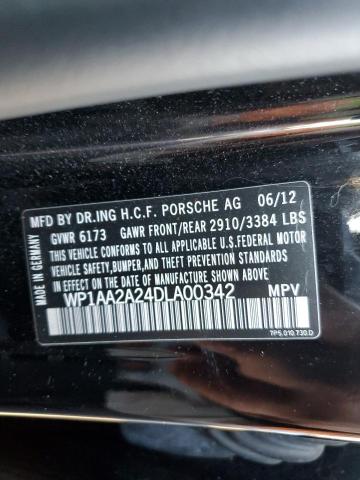 MFD BY DR.ING H.C.F. PORSCHE AG 06/12
GVWR 6173 GAWR FRONT/REAR 2910/3384 LBS
THIS VEHICLE CONFORMS TO ALL APPLICABLE U.S.FEDERAL MOTOR
VEHICLE SAFETY,BUMPER,AND THEFT PREVENTION STANDARDS IN
EFFECT ON THE DATE OF MANUFACTURE SHOWN ABOVE
WP1AA2A24DLA00342 MPV
7P5.010.730.D
MADE IN GERMANY